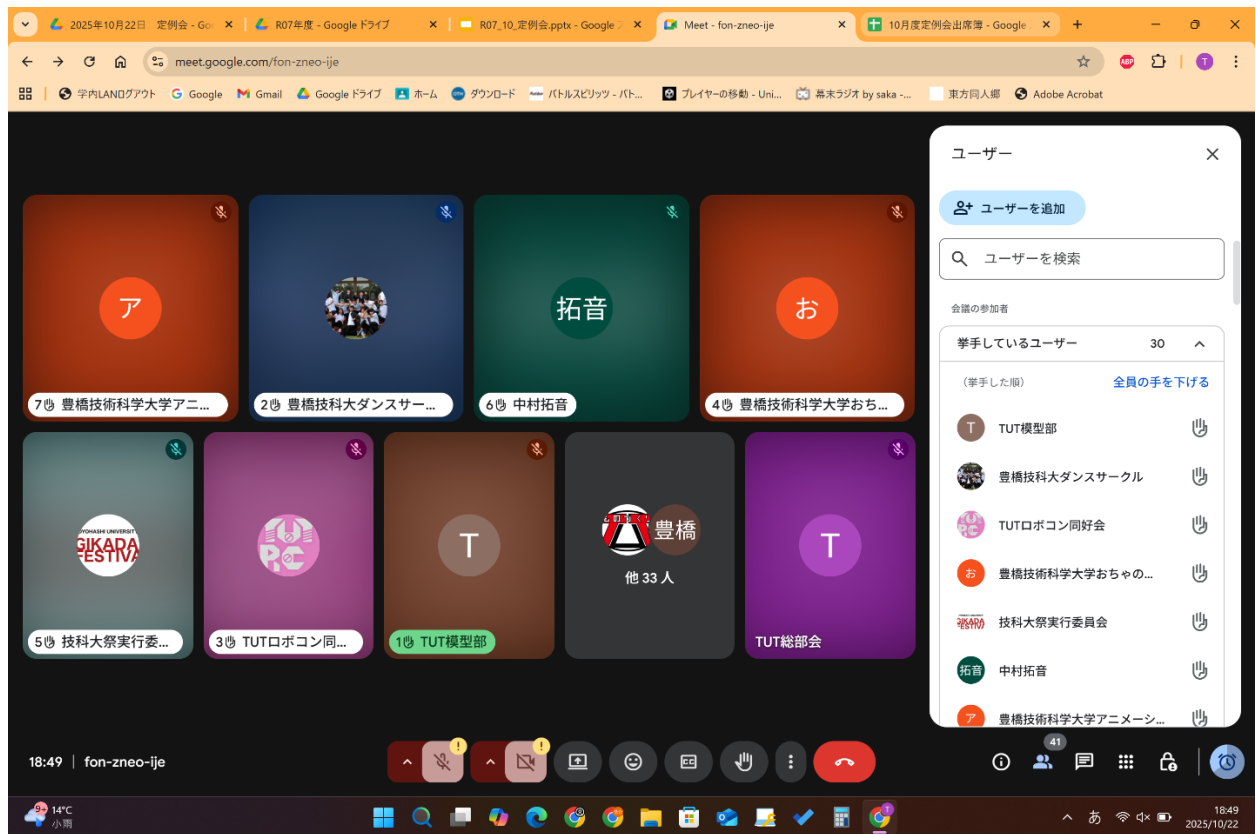 2025年10月22日 定例会 - Go
R07年度 - Google ドライブ
R07_10_定例会.pptx - Google ス
Meet - fon-zneo-ije
10月度定例会出席簿 - Google
meet.google.com/fon-zneo-ije
ABP
T
学内LANログアウト
Google
Gmail
Google ドライブ
ホーム
ダウンロード
バトルスピリッツ - バト...
プレイヤーの移動 - Uni...
幕末ラジオ by saka -...
東方同人郷
Adobe Acrobat
ア
7 豊橋技術科学大学アニ...
2 豊橋技科大ダンスサー...
拓音
6 中村拓音
お
4 豊橋技術科学大学おち...
GIKADA
FESTIVA
5 技科大祭実行委...
3 TUTロボコン同...
T
1 TUT模型部
豊橋
他 33 人
T
TUT総部会
ユーザー
ユーザーを追加
ユーザーを検索
会議の参加者
挙手しているユーザー 30
（挙手した順） 全員の手を下げる
T TUT模型部
豊橋技科大ダンスサークル
TUTロボコン同好会
お 豊橋技術科学大学おちゃの...
技科大祭実行委員会
拓音 中村拓音
ア 豊橋技術科学大学アニメーシ...
18:49 | fon-zneo-ije
41
9+
14°C
小雨
あ
18:49
2025/10/22